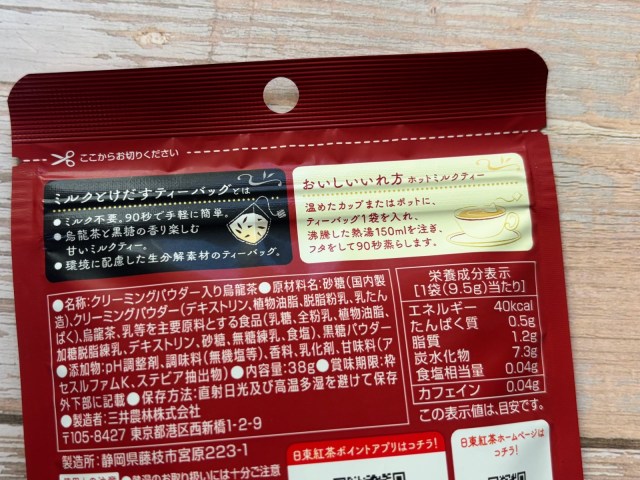 ここからお切りください
ミルクとけだすティーバッグとは
●ミルク不要。90秒で手軽に簡単。
●烏龍茶と黒糖の香り楽しむ
甘いミルクティー。
●環境に配慮した生分解素材のティーバッグ。
おいしいいれ方 ホットミルクティー
温めたカップまたはポットに、
ティーバッグ1袋を入れ、
沸騰した熱湯150mlを注ぎ、
フタをして90秒蒸らします。
●名称:クリーミングパウダー入り烏龍茶●原材料名:砂糖(国内製
造)、クリーミングパウダー(デキストリン、植物油脂、脱脂粉乳、乳たん
ぱく)、烏龍茶、乳等を主要原料とする食品(乳糖、全粉乳、植物油脂、
加糖脱脂練乳、デキストリン、砂糖、無糖練乳、食塩)、黒糖パウダー
●添加物:pH調整剤、調味料(無機塩等)、香料、乳化剤、甘味料(ア
セスルファムK、ステビア抽出物)●内容量:38g●賞味期限:枠
外下部に記載●保存方法:直射日光及び高温多湿を避けて保存
●製造者:三井農林株式会社
〒105-8427 東京都港区西新橋1-2-9
製造所:静岡県藤枝市宮原223-1
栄養成分表示
[1袋(9.5g)当たり]
エネルギー 40kcal
たんぱく質 0.5g
脂質 1.2g
炭水化物 7.3g
食塩相当量 0.04g
カフェイン 0.04g
この表示値は、目安です。
日東紅茶ポイントアプリはコチラ!
日東紅茶ホームページは
コチラ!